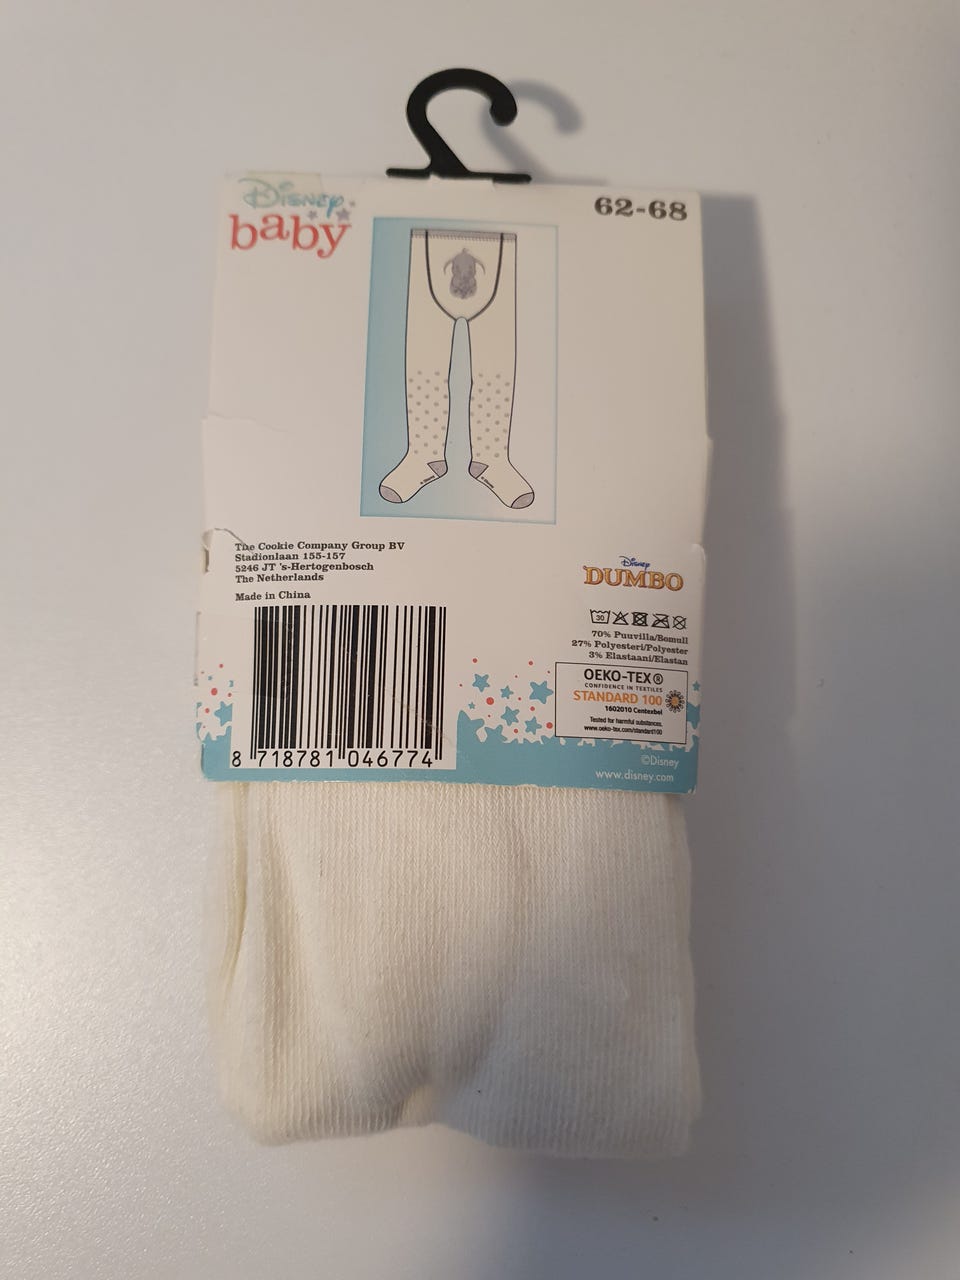 Disney
baby
62-68
The Cookie Company Group BV
Stadionlaan 155-157
5246 JT 's-Hertogenbosch
The Netherlands
Made in China
8 718781 046774
Disney
DUMBO
30
70% Puuvilla/Bomull
27% Polyesteri/Polyester
3% Elastaani/Elastan
OEKO-TEX®
CONFIDENCE IN TEXTILES
STANDARD 100
1602010 Centexbel
Tested for harmful substances.
www.oeko-tex.com/standard100
©Disney
www.disney.com